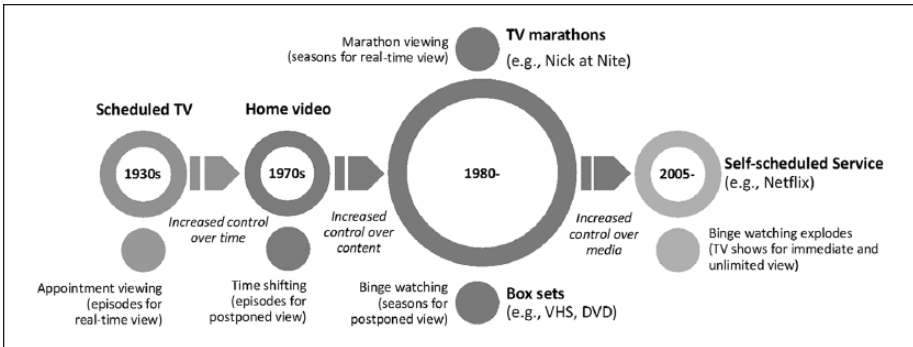 Marathon viewing
(seasons for real-time view)
TV marathons
(e.g., Nick at Nite)
Scheduled TV
Home video
1930s
1970s
1980-
2005-
Self-scheduled Service
(e.g., Netflix)
Increased control
over time
Increased
control over
content
Increased
control over
media
Appointment viewing
(episodes for
real-time view)
Time shifting
(episodes for
postponed view)
Binge watching
(seasons for
postponed view)
Box sets
(e.g., VHS, DVD)
Binge watching explodes
(TV shows for immediate and
unlimited view)